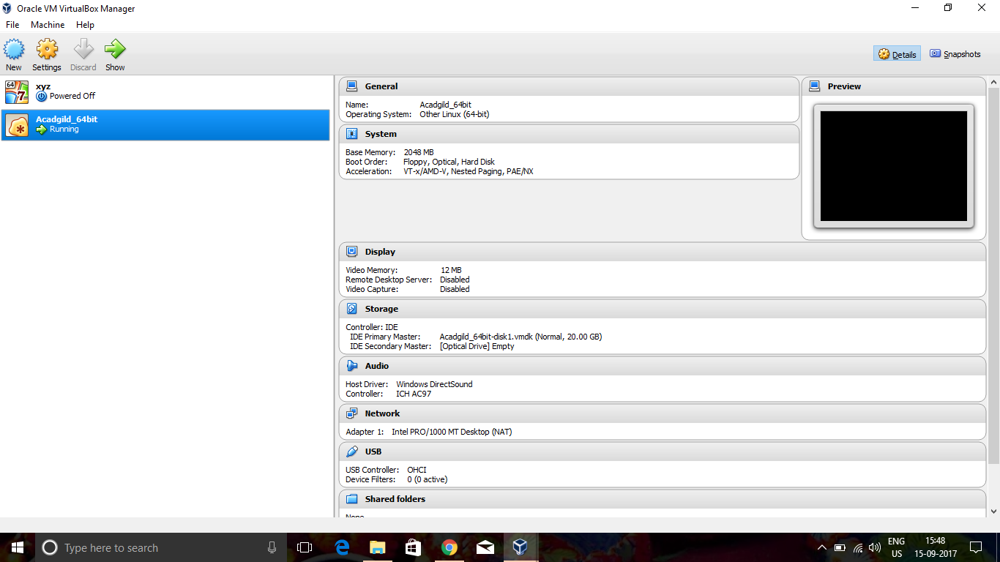 Oracle VM VirtualBox Manager
File Machine Help
New Settings Discard Show
Details Snapshots
64
7
xyz
Powered Off
Acadgild_64bit
Running
General
Name: Acadgild_64bit
Operating System: Other Linux (64-bit)
Preview
System
Base Memory: 2048 MB
Boot Order: Floppy, Optical, Hard Disk
Acceleration: VT-x/AMD-V, Nested Paging, PAE/NX
Display
Video Memory: 12 MB
Remote Desktop Server: Disabled
Video Capture: Disabled
Storage
Controller: IDE
IDE Primary Master: Acadgild_64bit-disk1.vmdk (Normal, 20.00 GB)
IDE Secondary Master: [Optical Drive] Empty
Audio
Host Driver: Windows DirectSound
Controller: ICH AC97
Network
Adapter 1: Intel PRO/1000 MT Desktop (NAT)
USB
USB Controller: OHCI
Device Filters: 0 (0 active)
Shared folders
None
Type here to search
ENG
US
15:48
15-09-2017